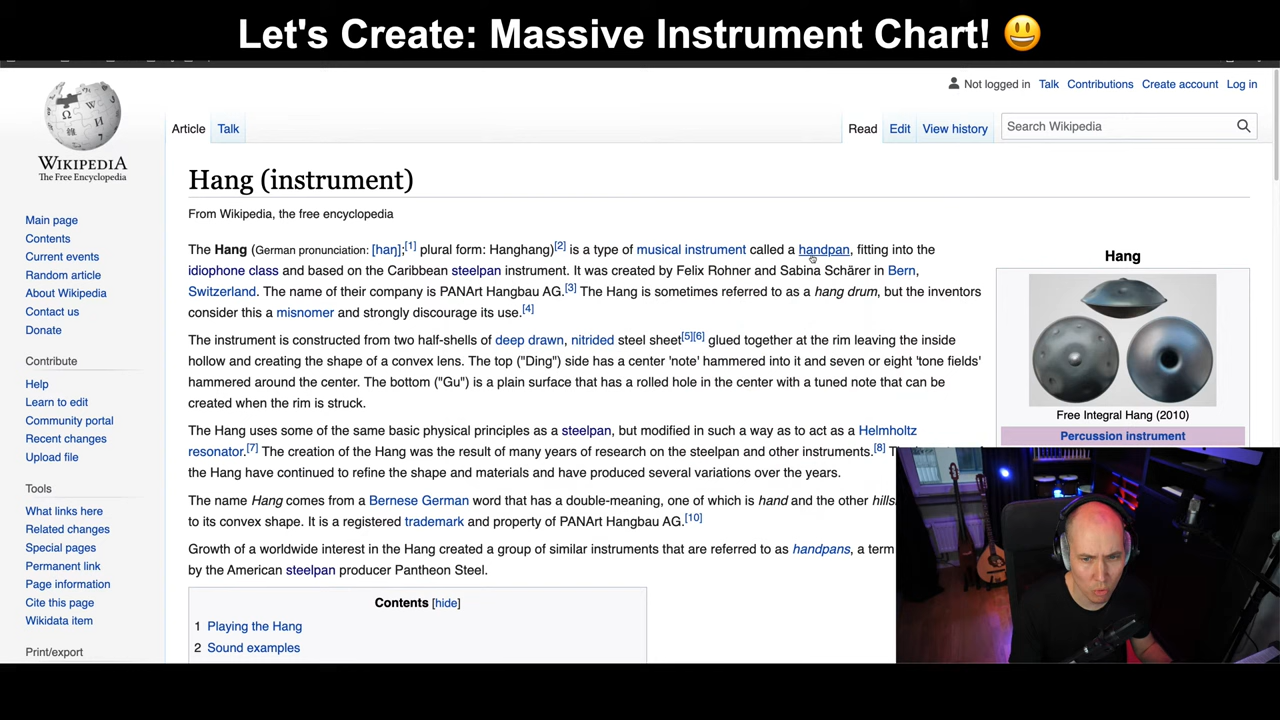 Let's Create: Massive Instrument Chart! 😃
Not logged in Talk Contributions Create account Log in
WIKIPEDIA
The Free Encyclopedia
Article Talk Read Edit View history Search Wikipedia
Main page
Contents
Current events
Random article
About Wikipedia
Contact us
Donate
Contribute
Help
Learn to edit
Community portal
Recent changes
Upload file
Tools
What links here
Related changes
Special pages
Permanent link
Page information
Cite this page
Wikidata item
Print/export
Hang (instrument)
From Wikipedia, the free encyclopedia
The Hang (German pronunciation: [haŋ];[1] plural form: Hanghang)[2] is a type of musical instrument called a handpan, fitting into the
idiophone class and based on the Caribbean steelpan instrument. It was created by Felix Rohner and Sabina Schärer in Bern,
Switzerland. The name of their company is PANArt Hangbau AG.[3] The Hang is sometimes referred to as a hang drum, but the inventors
consider this a misnomer and strongly discourage its use.[4]
The instrument is constructed from two half-shells of deep drawn, nitrided steel sheet[5][6] glued together at the rim leaving the inside
hollow and creating the shape of a convex lens. The top ("Ding") side has a center 'note' hammered into it and seven or eight 'tone fields'
hammered around the center. The bottom ("Gu") is a plain surface that has a rolled hole in the center with a tuned note that can be
created when the rim is struck.
The Hang uses some of the same basic physical principles as a steelpan, but modified in such a way as to act as a Helmholtz
resonator.[7] The creation of the Hang was the result of many years of research on the steelpan and other instruments.[8]
the Hang have continued to refine the shape and materials and have produced several variations over the years.
The name Hang comes from a Bernese German word that has a double-meaning, one of which is hand and the other hills
to its convex shape. It is a registered trademark and property of PANArt Hangbau AG.[10]
Growth of a worldwide interest in the Hang created a group of similar instruments that are referred to as handpans, a term
by the American steelpan producer Pantheon Steel.
Contents [hide]
1 Playing the Hang
2 Sound examples
Hang
Free Integral Hang (2010)
Percussion instrument